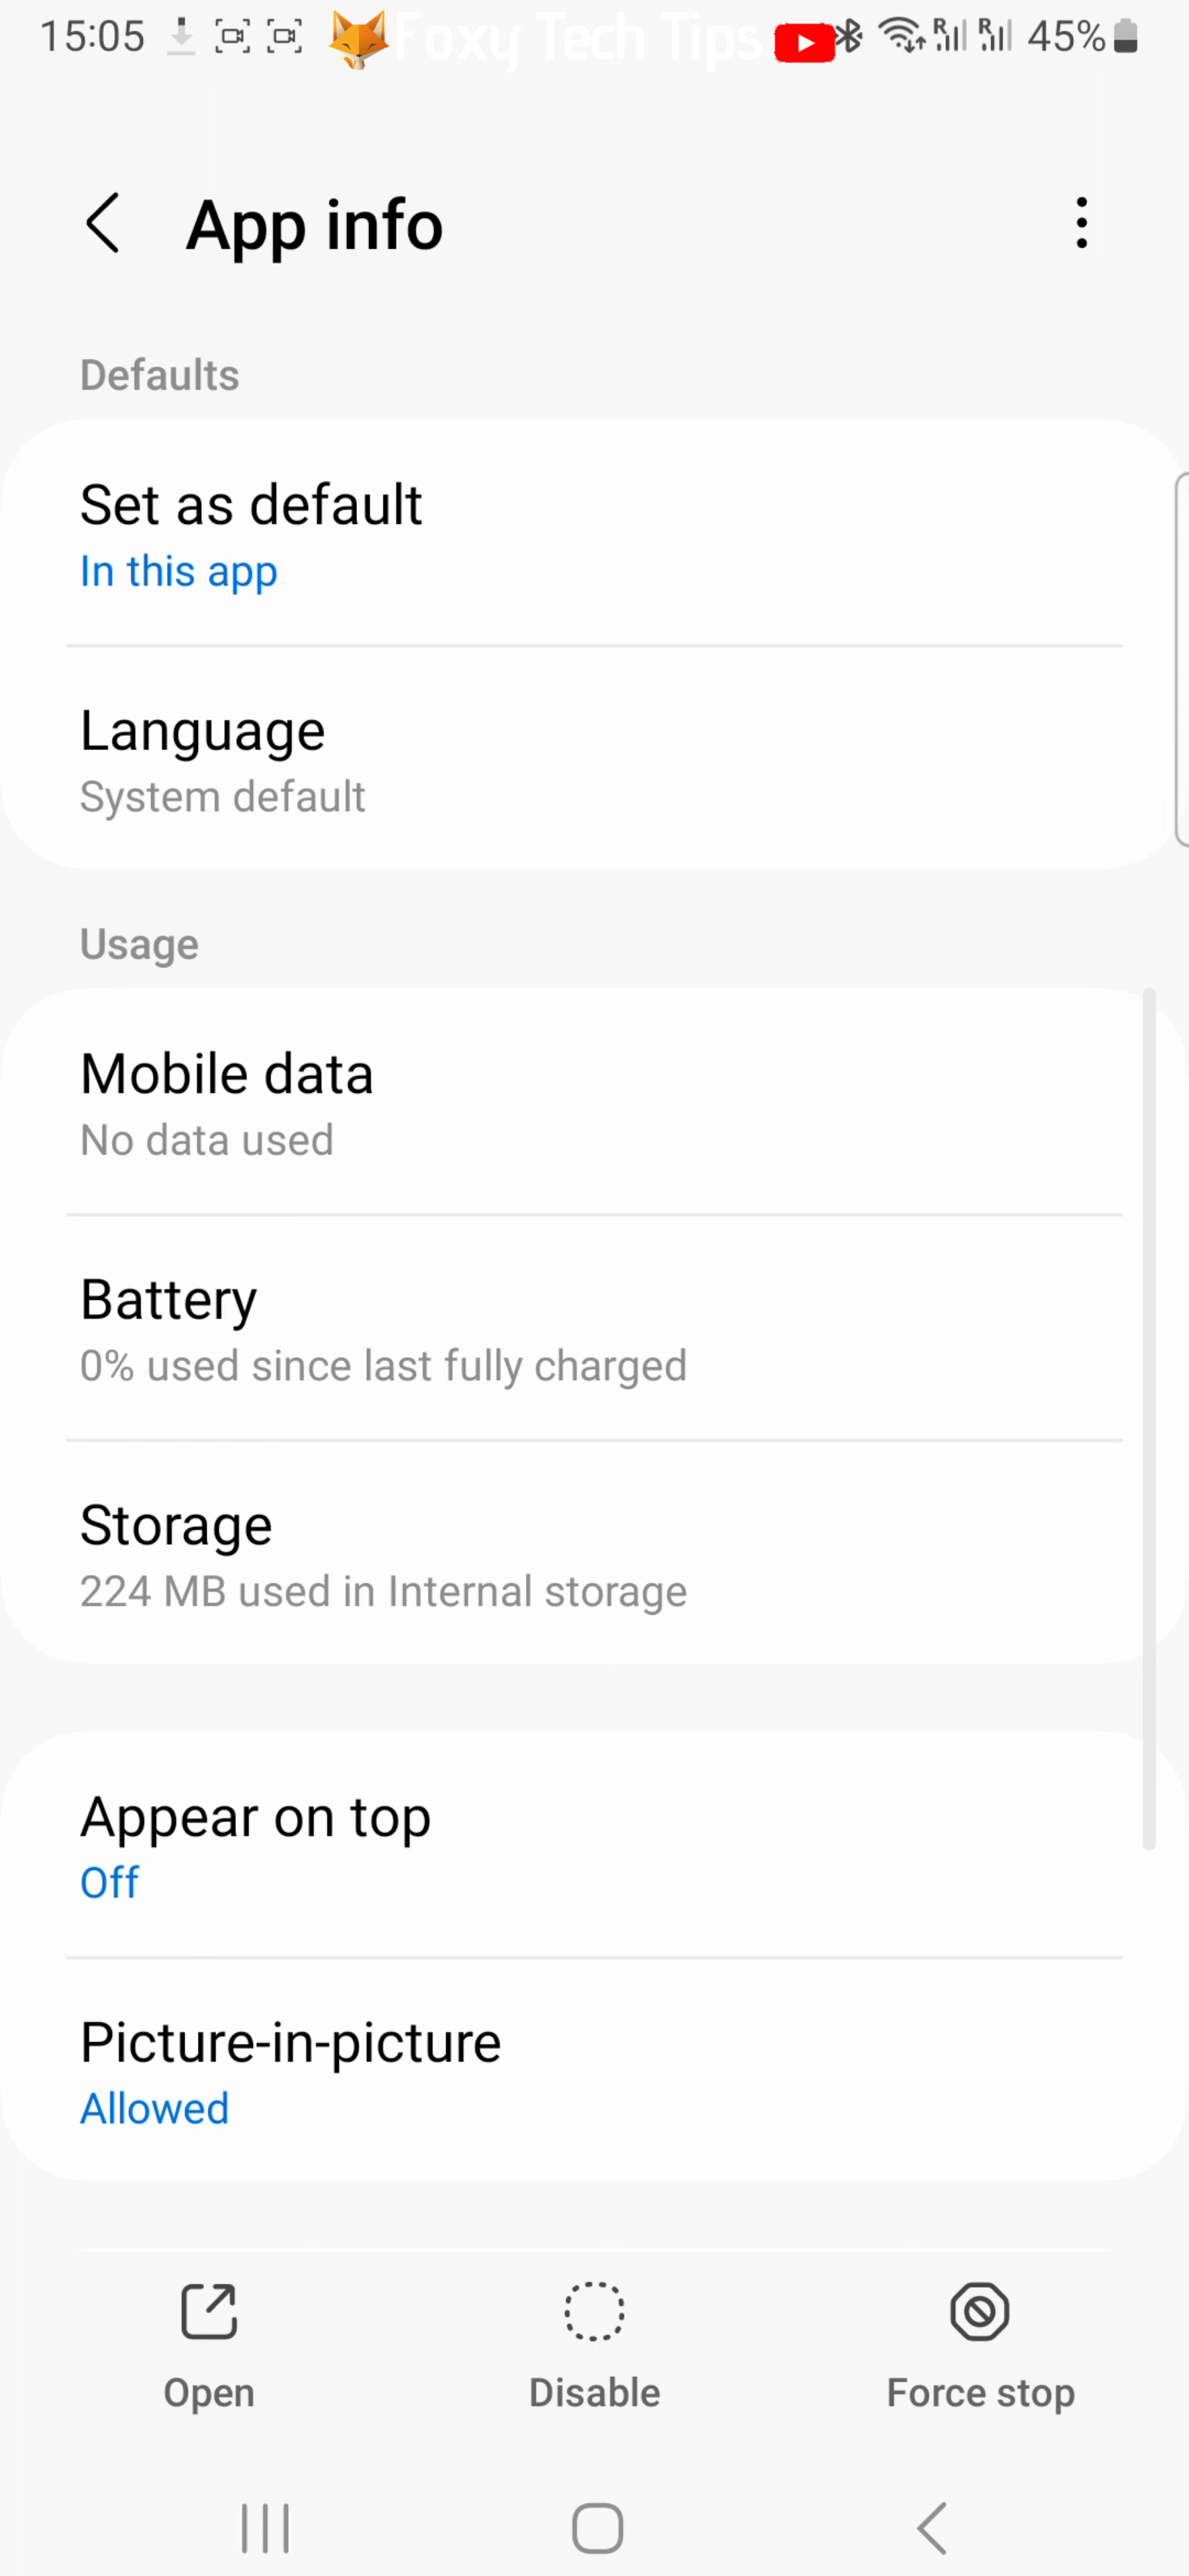 15:05 Foxy Tech Tips R R 45%
App info
Defaults
Set as default
In this app
Language
System default
Usage
Mobile data
No data used
Battery
0% used since last fully charged
Storage
224 MB used in Internal storage
Appear on top
Off
Picture-in-picture
Allowed
Open Disable Force stop